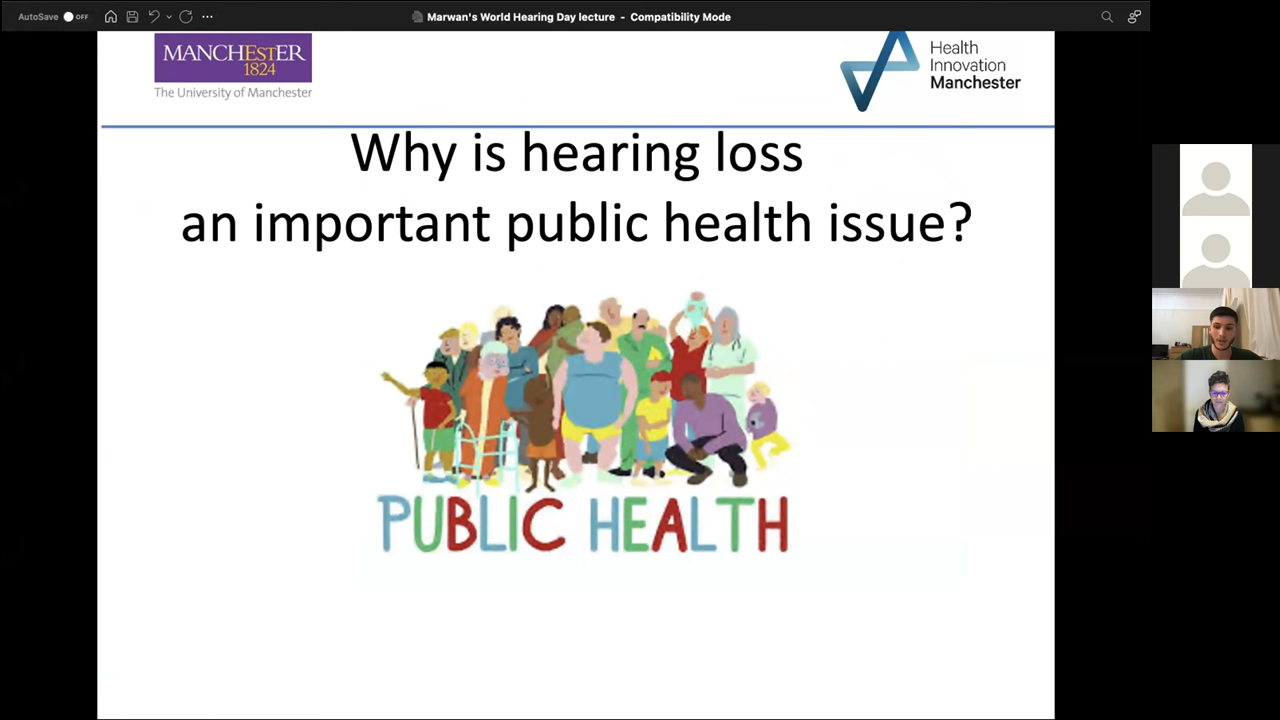 AutoSave OFF
Marwan's World Hearing Day lecture - Compatibility Mode
MANCHESTER
1824
The University of Manchester
Health
Innovation
Manchester
Why is hearing loss
an important public health issue?
PUBLIC HEALTH